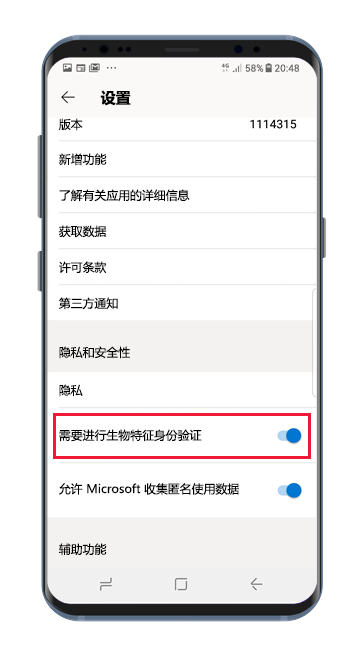 4G 58% 20:48
设置
版本 1114315
新增功能
了解有关应用的详细信息
获取数据
许可条款
第三方通知
隐私和安全性
隐私
需要进行生物特征身份验证
允许 Microsoft 收集匿名使用数据
辅助功能